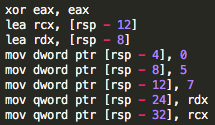 xor eax, eax
lea rcx, [rsp - 12]
lea rdx, [rsp - 8]
mov dword ptr [rsp - 4], 0
mov dword ptr [rsp - 8], 5
mov dword ptr [rsp - 12], 7
mov qword ptr [rsp - 24], rdx
mov qword ptr [rsp - 32], rcx